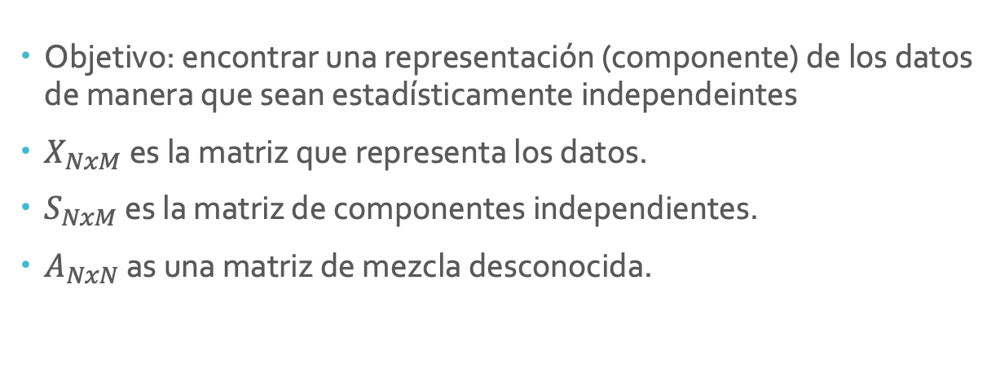 • Objetivo: encontrar una representación (componente) de los datos
de manera que sean estadísticamente independeintes
• X_{NxM} es la matriz que representa los datos.
• S_{NxM} es la matriz de componentes independientes.
• A_{NxN} as una matriz de mezcla desconocida.